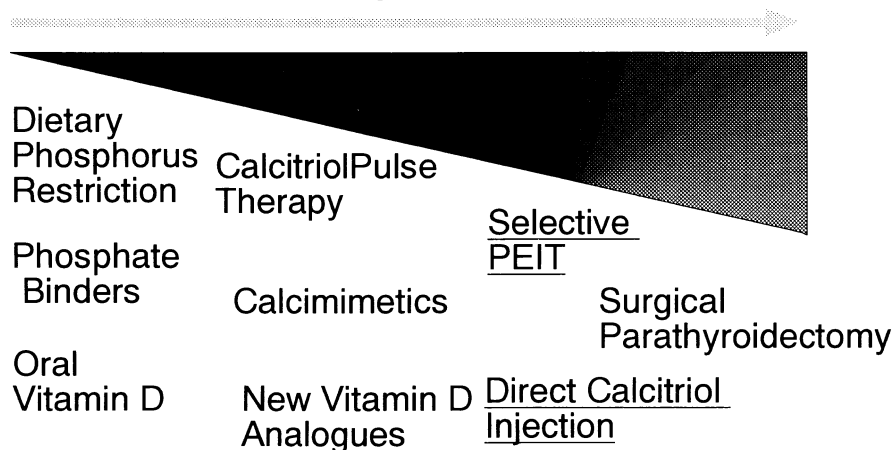 Dietary
Phosphorus
Restriction
Phosphate
Binders
Oral
Vitamin D
CalcitriolPulse
Therapy
Calcimimetics
New Vitamin D
Analogues
Selective
PEIT
Direct Calcitriol
Injection
Surgical
Parathyroidectomy